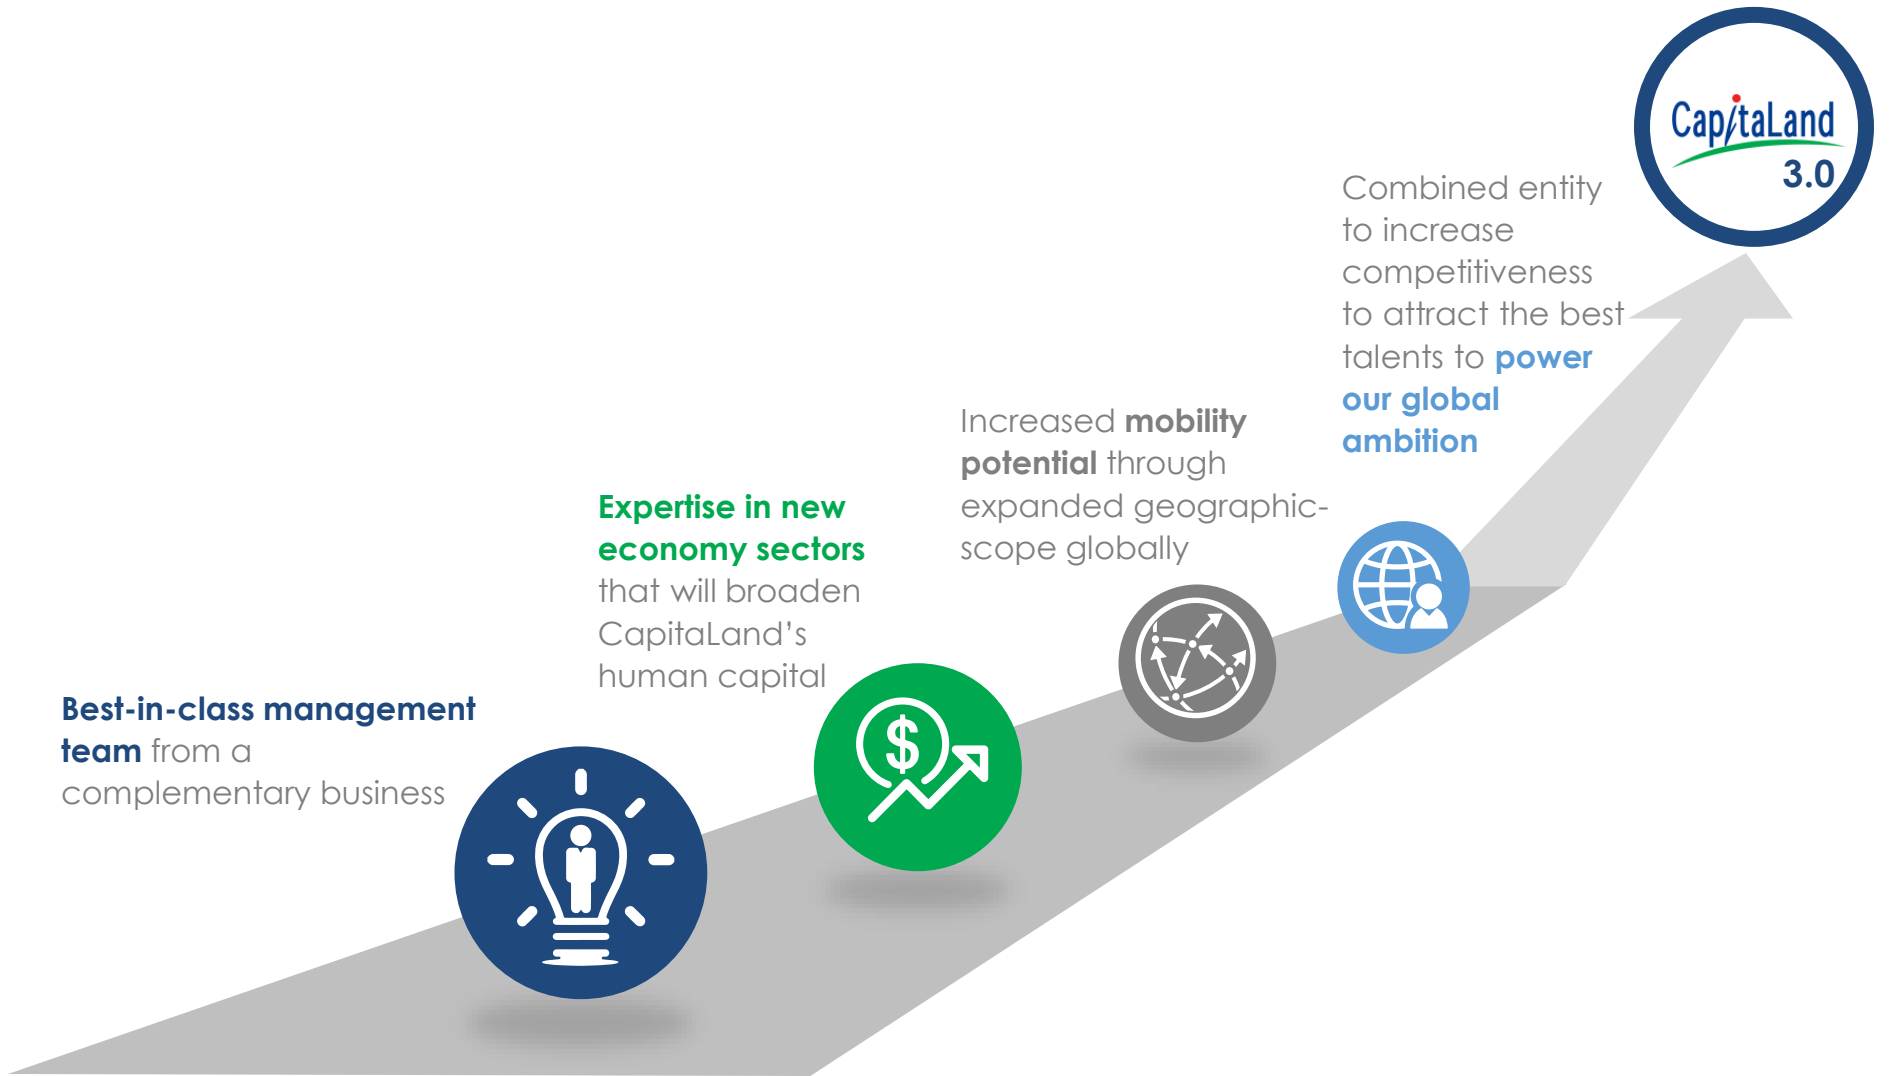 CapitaLand
3.0
Combined entity
to increase
competitiveness
to attract the best
talents to power
our global
ambition
Increased mobility
potential through
expanded geographic-
scope globally
Expertise in new
economy sectors
that will broaden
CapitaLand’s
human capital
$
Best-in-class management
team from a
complementary business